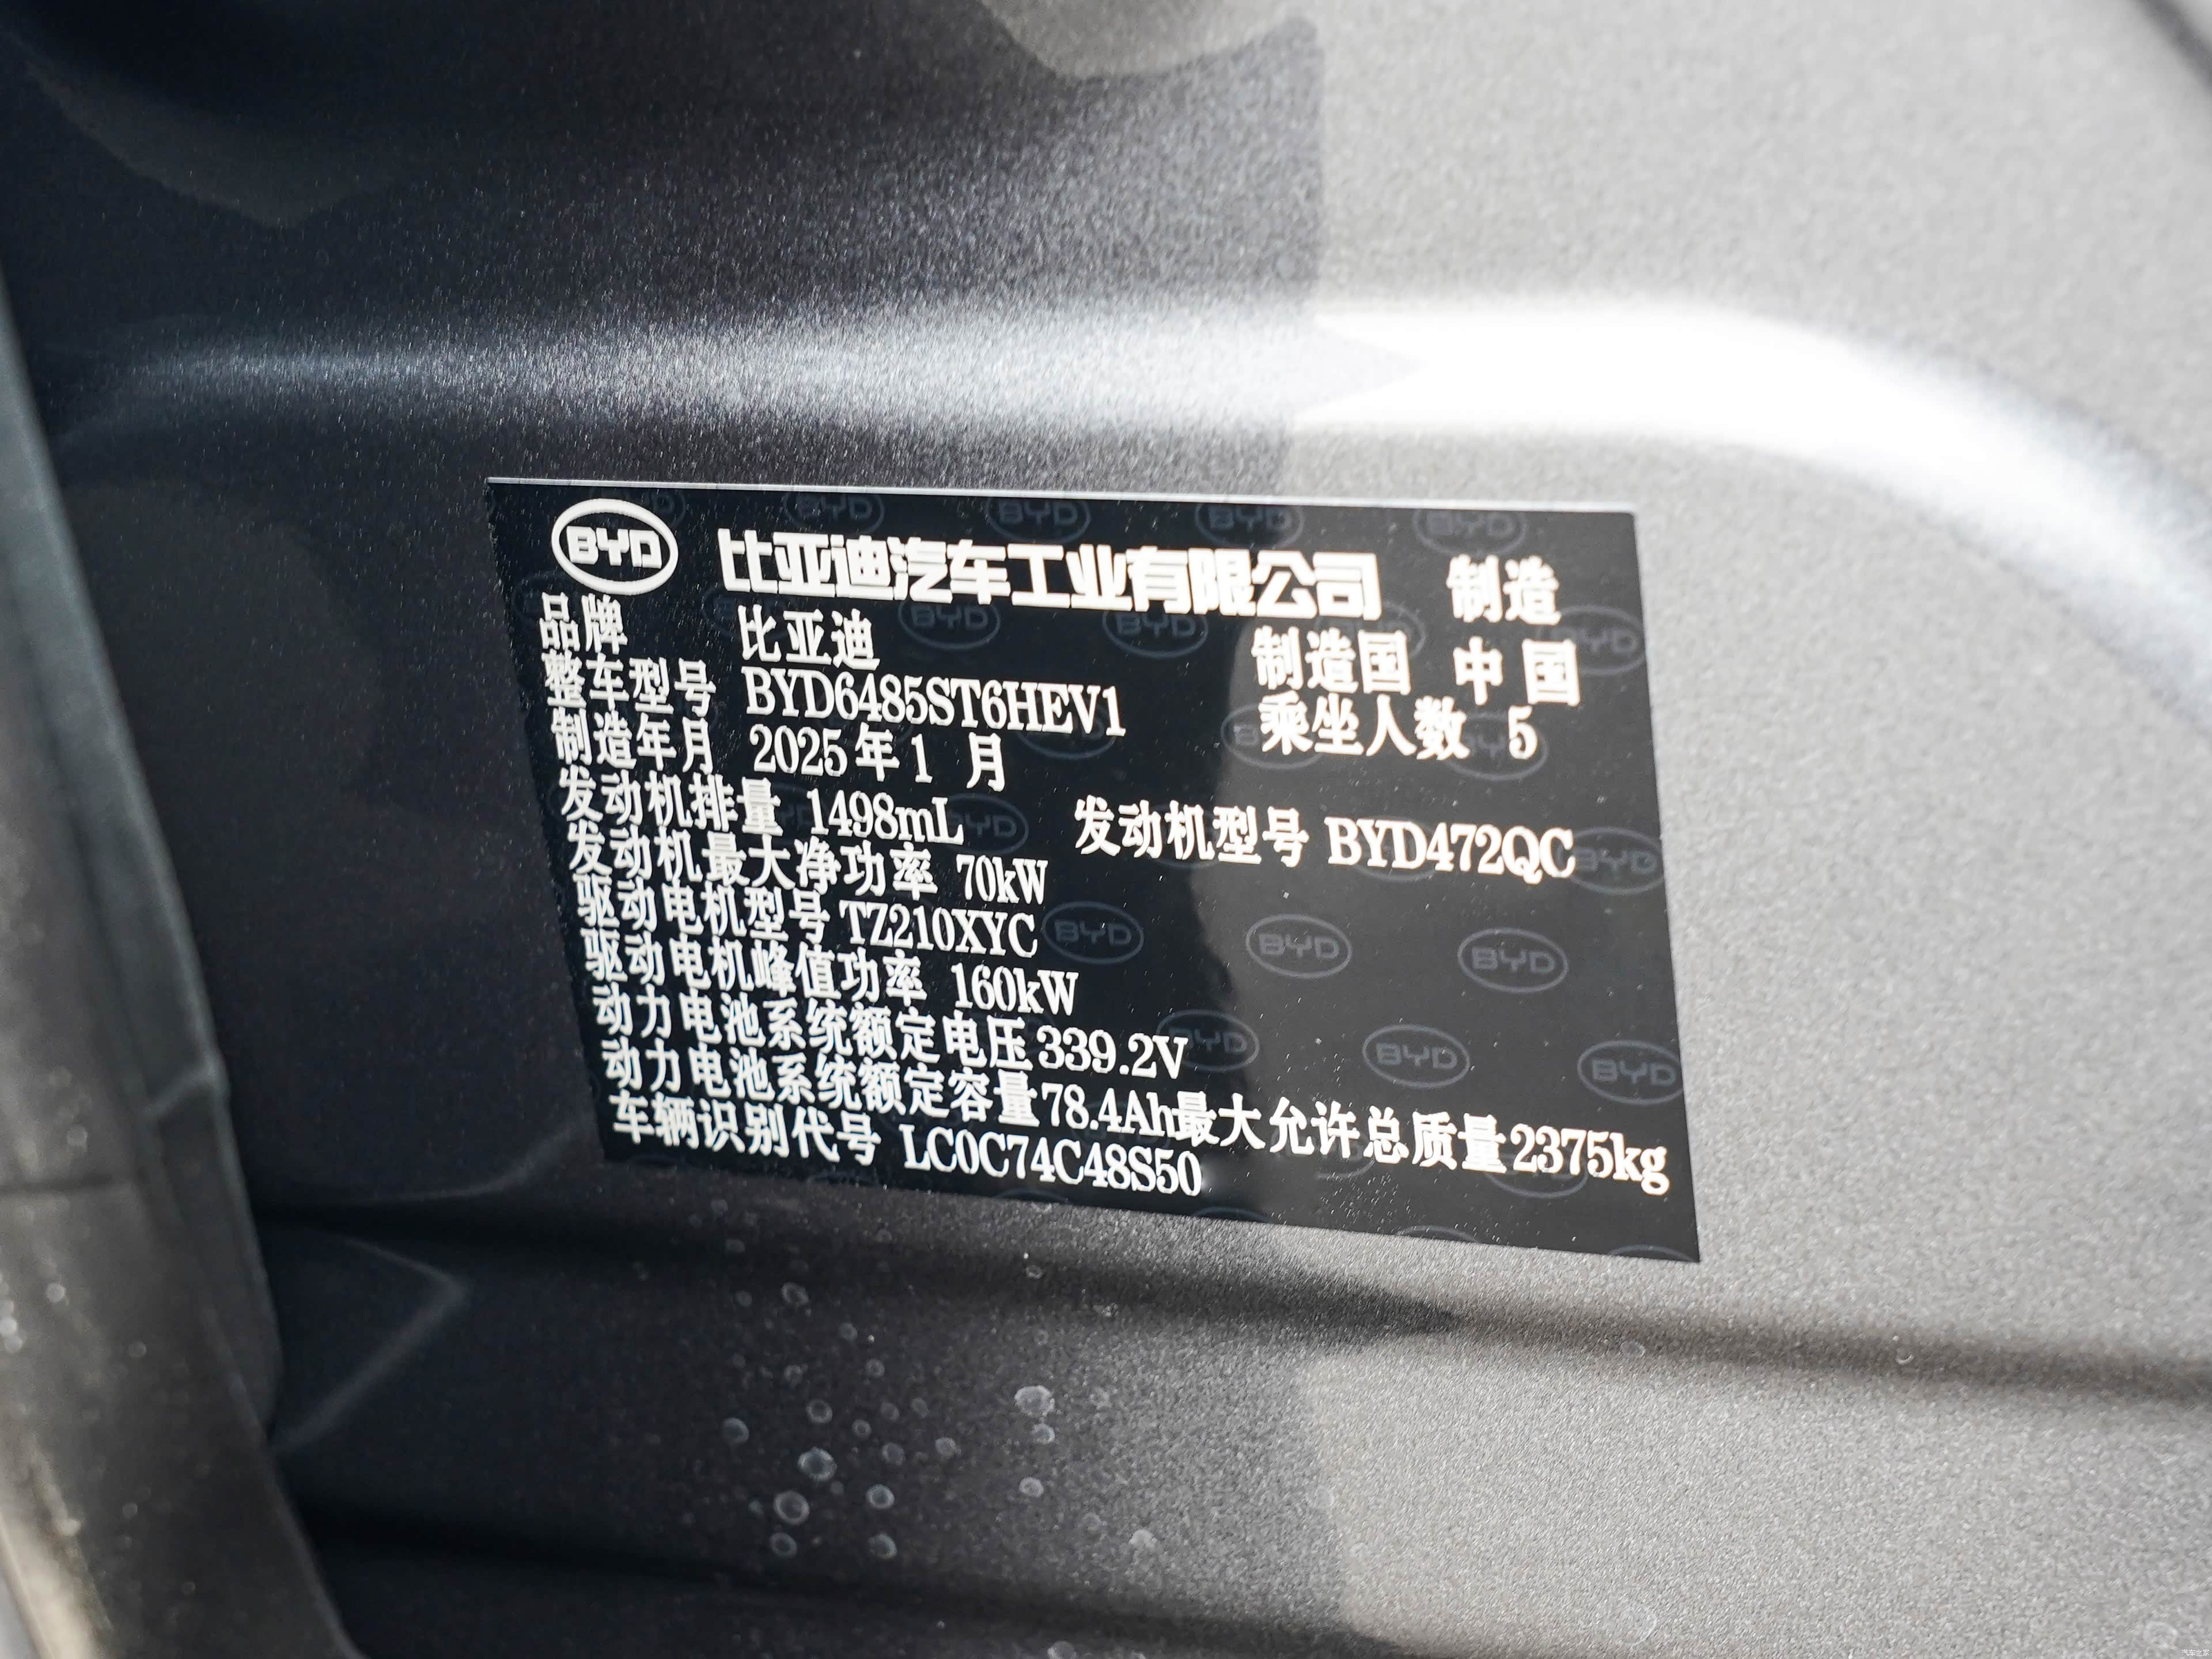 BYD 比亚迪汽车工业有限公司 制造
品牌 比亚迪 制造国 中国
整车型号 BYD6485ST6HEV1 乘坐人数 5
制造年月 2025年1月
发动机排量 1498mL 发动机型号 BYD472QC
发动机最大净功率 70kW
驱动电机型号 TZ210XYC
驱动电机峰值功率 160kW
动力电池系统额定电压 339.2V
动力电池系统额定容量 78.4Ah 最大允许总质量 2375kg
车辆识别代号 LC0C74C48S50
汽车之家